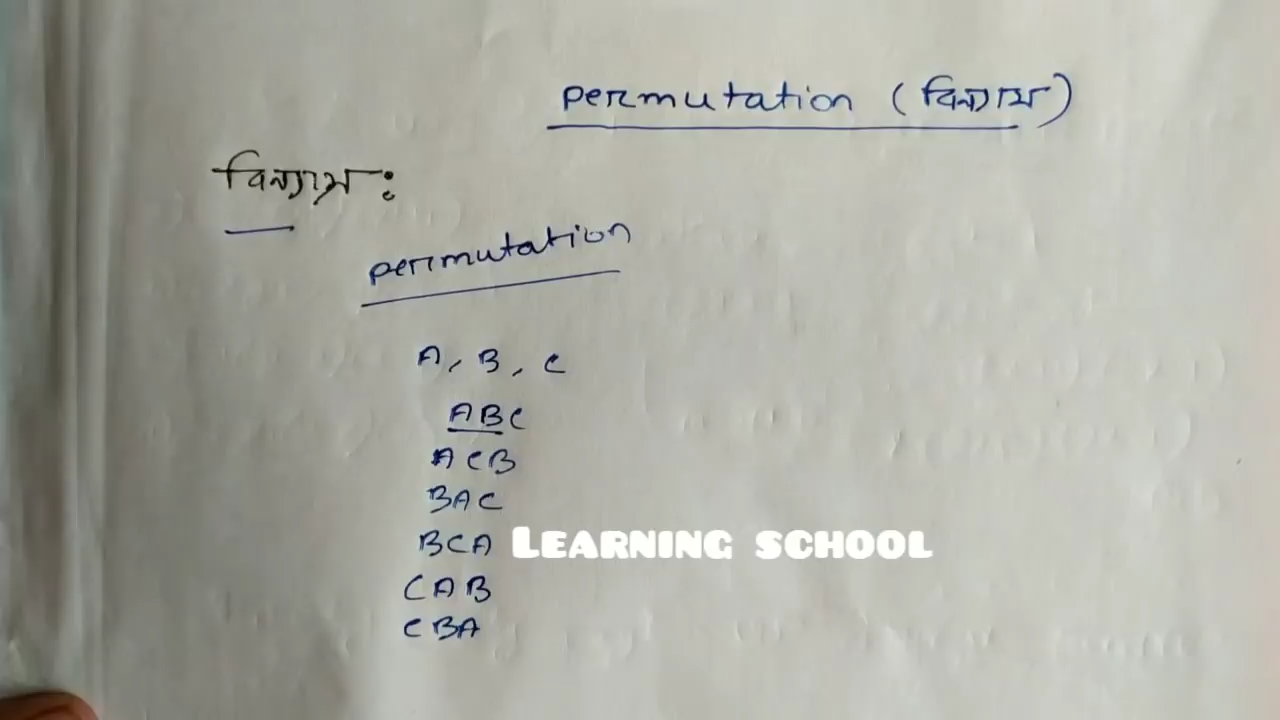 permutation (বিন্যাস)
বিন্যাস :
permutation
A, B, C
ABC
ACB
BAC
BCA LEARNING SCHOOL
CAB
CBA